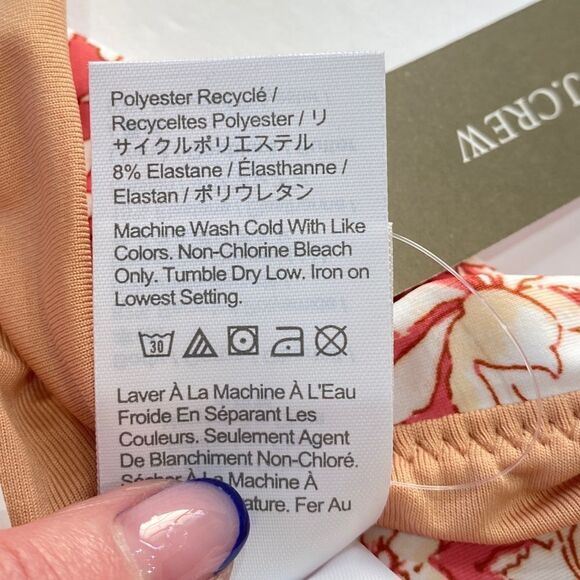 Polyester Recyclé /
Recyceltes Polyester / リ
サイクルポリエステル
8% Elastane / Élasthanne /
Elastan / ポリウレタン
Machine Wash Cold With Like
Colors. Non-Chlorine Bleach
Only. Tumble Dry Low. Iron on
Lowest Setting.
30
Laver À La Machine À L'Eau
Froide En Séparant Les
Couleurs. Seulement Agent
De Blanchiment Non-Chloré.
Sécher À La Machine À
Fer Au
J.CREW